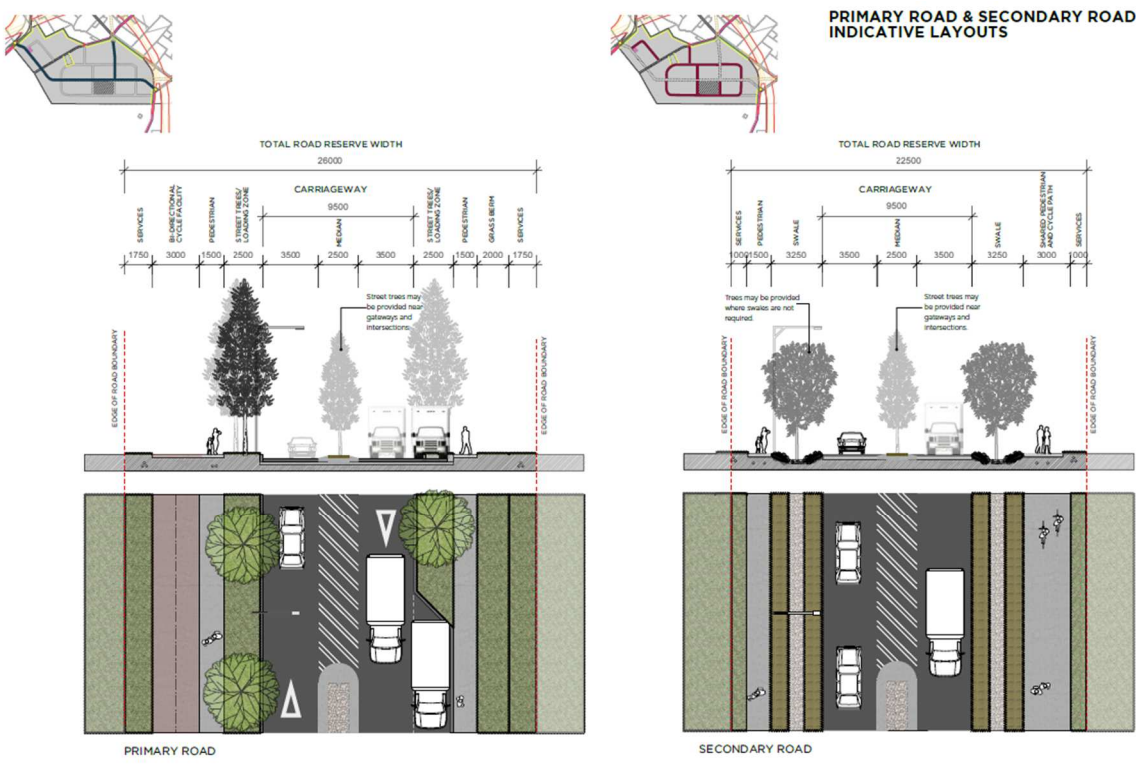 PRIMARY ROAD & SECONDARY ROAD
INDICATIVE LAYOUTS
TOTAL ROAD RESERVE WIDTH
26000
CARRIAGEWAY
9500
SERVICES
BI-DIRECTIONAL
CYCLE FACILITY
PEDESTRIAN
STREET TREES/
LOADING ZONE
MEDIAN
STREET TREES/
LOADING ZONE
PEDESTRIAN
GRASS BERM
SERVICES
1750 3000 1500 2500 3500 2500 3500 2500 1500 2000 1750
Street trees may
be provided near
gateways and
intersections.
EDGE OF ROAD BOUNDARY
EDGE OF ROAD BOUNDARY
PRIMARY ROAD
TOTAL ROAD RESERVE WIDTH
22500
CARRIAGEWAY
9500
SERVICES
PEDESTRIAN
SWALE
MEDIAN
SWALE
SHARED PEDESTRIAN
AND CYCLE PATH
SERVICES
1000 1500 3250 3500 2500 3500 3250 3000 1000
Trees may be provided
where swales are not
required.
Street trees may
be provided near
gateways and
intersections.
EDGE OF ROAD BOUNDARY
EDGE OF ROAD BOUNDARY
SECONDARY ROAD